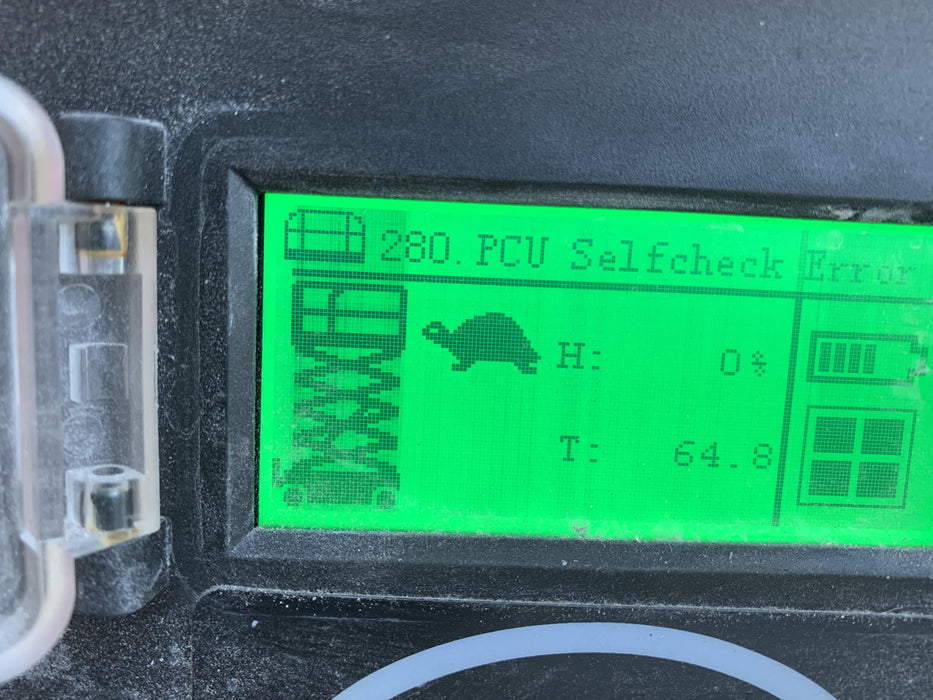 280. PCU Selfcheck Error
H: 0%
T: 64.8